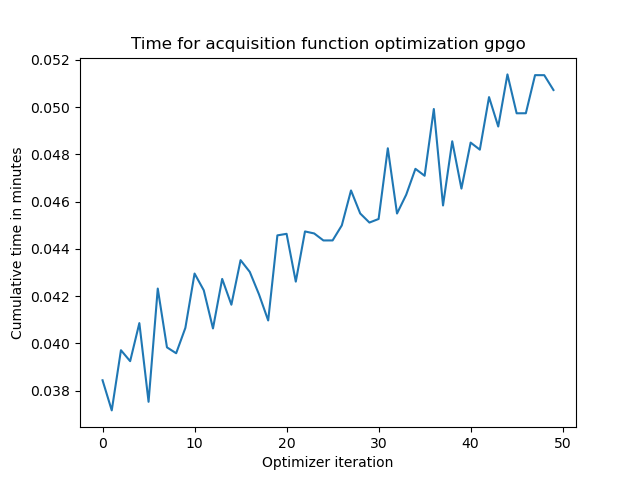 Time for acquisition function optimization gpgo
0.052
0.050
0.048
0.046
0.044
0.042
0.040
0.038
Cumulative time in minutes
0 10 20 30 40 50
Optimizer iteration